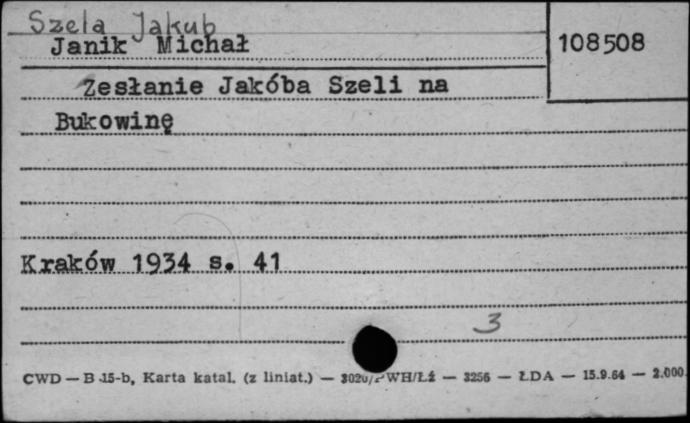 Szela Jakub
Janik Michał
108508
Zesłanie Jakóba Szeli na
Bukowinę
Kraków 1934 s. 41
3
CWD — B-15-b, Karta katal. (z liniat.) — WH/Łź — 3256 — ŁDA — 15.9.64 — 2.000